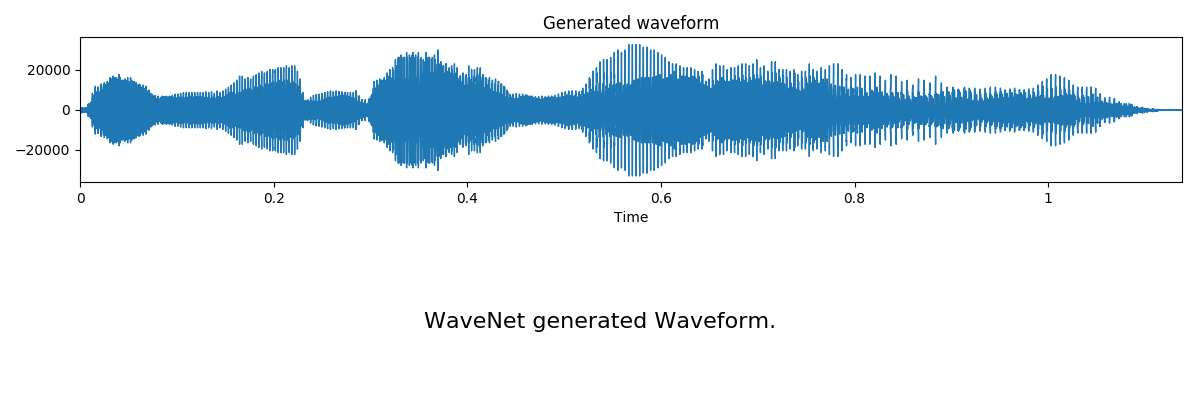 Generated waveform
20000
0
−20000
0 0.2 0.4 0.6 0.8 1
Time
WaveNet generated Waveform.